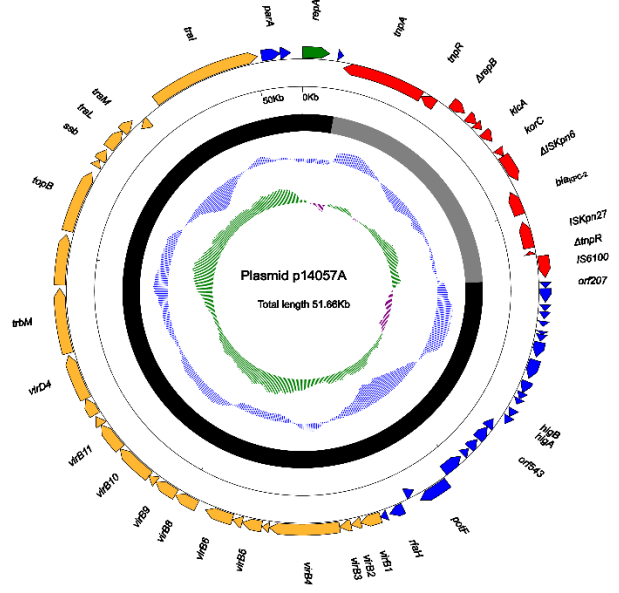 repA
tnpA
tnpR
ΔrepB
klcA
korC
ΔISKpn6
blaKPC-2
ISKpn27
ΔtnpR
IS6100
orf207
higB
higA
orf543
potF
rfaH
virB1
virB2
virB3
virB4
virB5
virB6
virB8
virB9
virB10
virB11
virD4
trbM
topB
ssb
traL
traM
traI
parA
50Kb
0Kb
Plasmid p14057A
Total length 51.66Kb